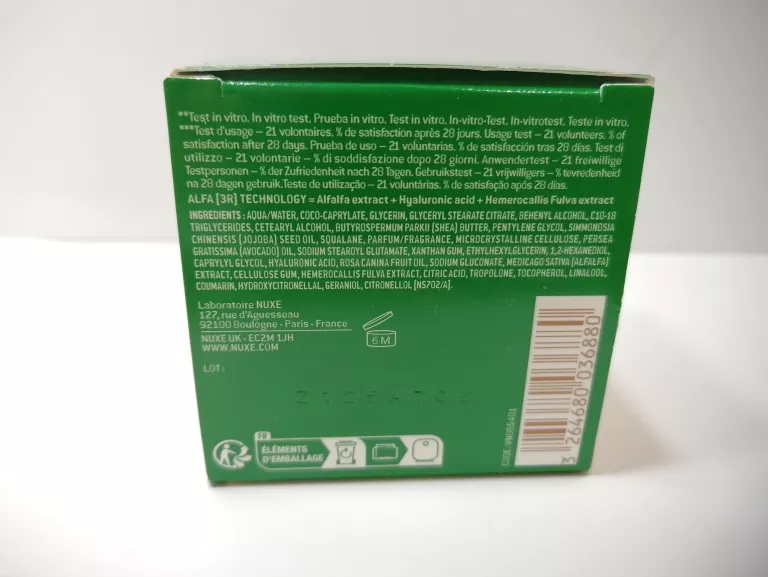 **Test in vitro. In vitro test. Prueba in vitro. Test in vitro. In-vitro-Test. In-vitrotest. Teste in vitro.
***Test d'usage – 21 volontaires. % de satisfaction après 28 jours. Usage test – 21 volunteers. % of
satisfaction after 28 days. Prueba de uso – 21 voluntarias. % de satisfacción tras 28 días. Test di
utilizzo – 21 volontarie – % di soddisfazione dopo 28 giorni. Anwendertest – 21 freiwillige
Testpersonen – % der Zufriedenheit nach 28 Tagen. Gebruikstest – 21 vrijwilligers – % tevredenheid
na 28 dagen gebruik.Teste de utilização – 21 voluntárias. % de satisfação após 28 dias.
ALFA [3R] TECHNOLOGY = Alfalfa extract + Hyaluronic acid + Hemerocallis Fulva extract
INGREDIENTS : AQUA/WATER, COCO-CAPRYLATE, GLYCERIN, GLYCERYL STEARATE CITRATE, BEHENYL ALCOHOL, C10-18
TRIGLYCERIDES, CETEARYL ALCOHOL, BUTYROSPERMUM PARKII (SHEA) BUTTER, PENTYLENE GLYCOL, SIMMONDSIA
CHINENSIS (JOJOBA) SEED OIL, SQUALANE, PARFUM/FRAGRANCE, MICROCRYSTALLINE CELLULOSE, PERSEA
GRATISSIMA (AVOCADO) OIL, SODIUM STEAROYL GLUTAMATE, XANTHAN GUM, ETHYLHEXYLGLYCERIN, 1,2-HEXANEDIOL,
CAPRYLYL GLYCOL, HYALURONIC ACID, ROSA CANINA FRUIT OIL, SODIUM GLUCONATE, MEDICAGO SATIVA (ALFALFA)
EXTRACT, CELLULOSE GUM, HEMEROCALLIS FULVA EXTRACT, CITRIC ACID, TROPOLONE, TOCOPHEROL, LINALOOL,
COUMARIN, HYDROXYCITRONELLAL, GERANIOL, CITRONELLOL [N5702/A].
Laboratoire NUXE
127, rue d'Aguesseau
92100 Boulogne - Paris - France
NUXE UK - EC2M 1JH
WWW.NUXE.COM
6 M
LOT :
FR
ÉLÉMENTS
D'EMBALLAGE
CODE : VN055401
3 264680 036880